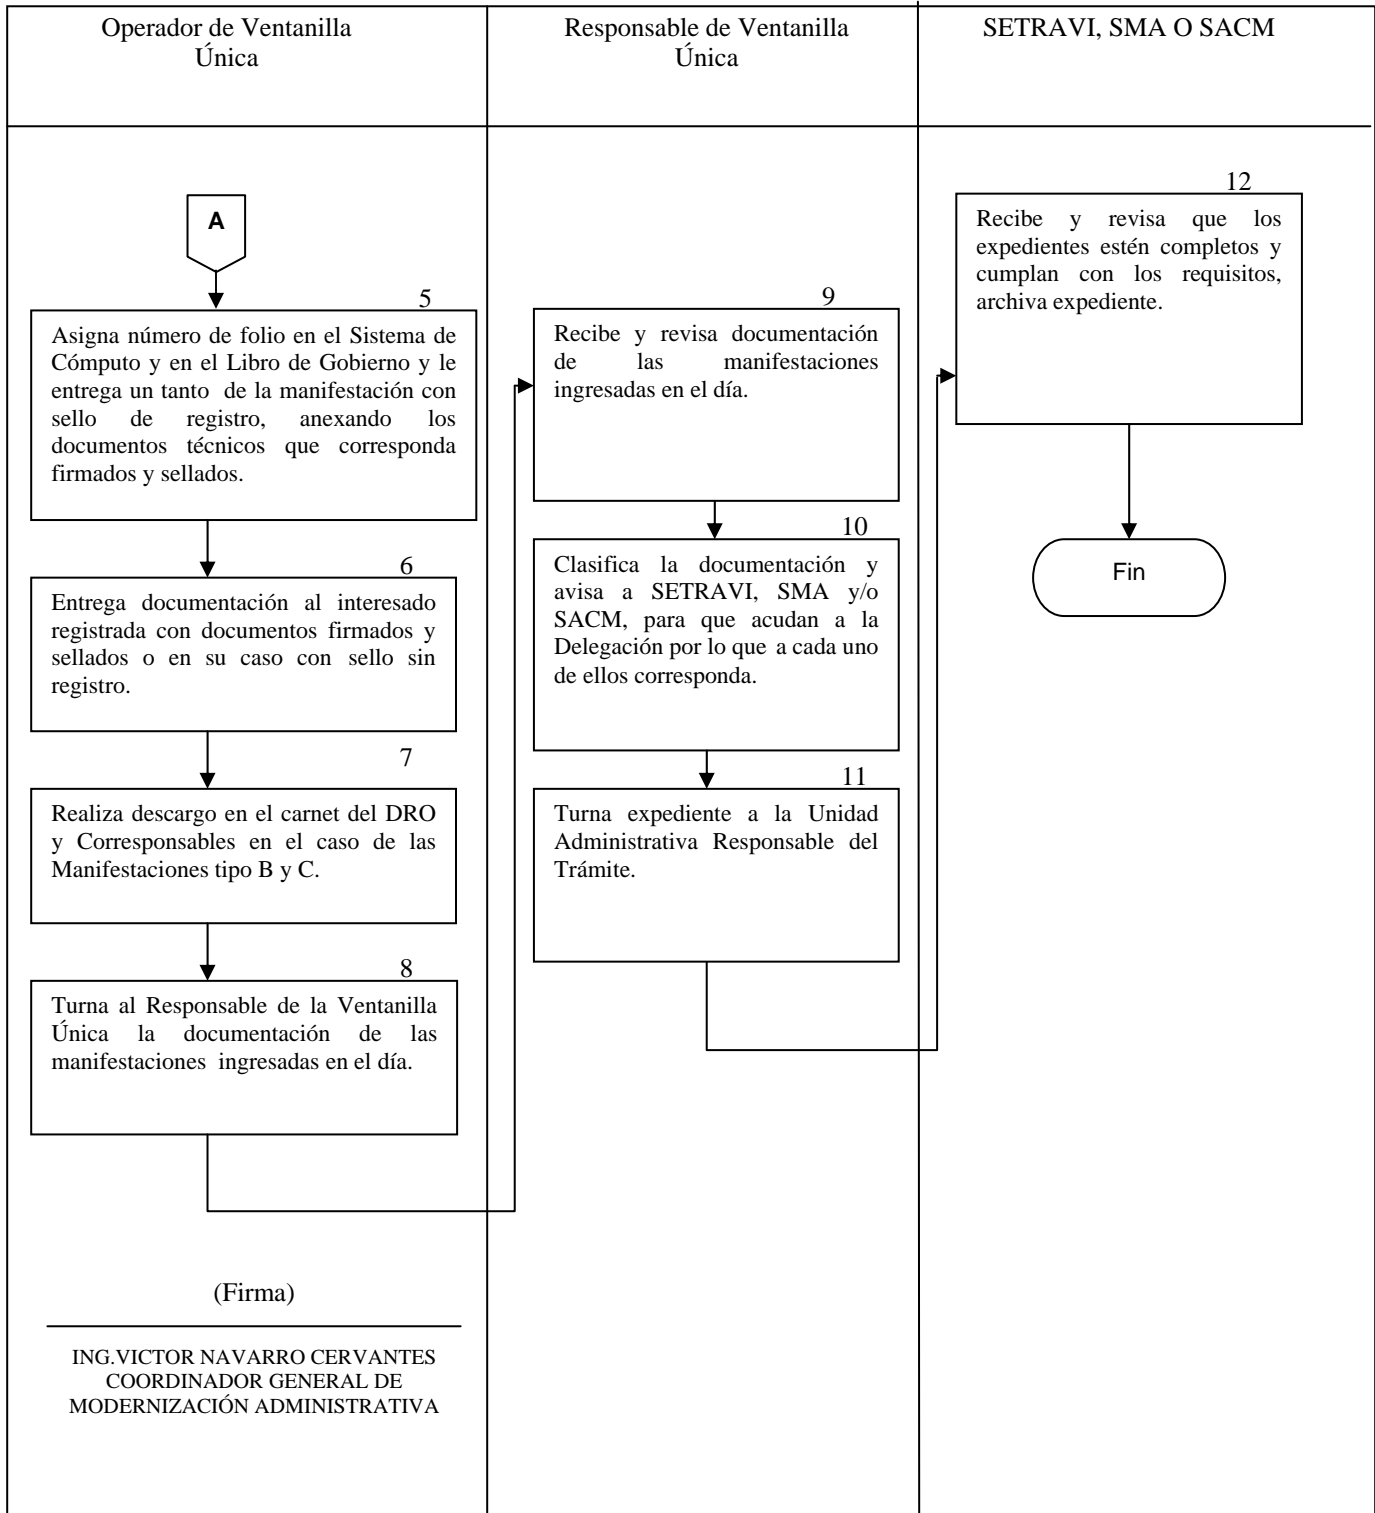 Operador de Ventanilla
Única
Responsable de Ventanilla
Única
SETRAVI, SMA O SACM
A
5
Asigna número de folio en el Sistema de
Cómputo y en el Libro de Gobierno y le
entrega un tanto de la manifestación con
sello de registro, anexando los
documentos técnicos que corresponda
firmados y sellados.
6
Entrega documentación al interesado
registrada con documentos firmados y
sellados o en su caso con sello sin
registro.
7
Realiza descargo en el carnet del DRO
y Corresponsables en el caso de las
Manifestaciones tipo B y C.
8
Turna al Responsable de la Ventanilla
Única la documentación de las
manifestaciones ingresadas en el día.
9
Recibe y revisa documentación
de las manifestaciones
ingresadas en el día.
10
Clasifica la documentación y
avisa a SETRAVI, SMA y/o
SACM, para que acudan a la
Delegación por lo que a cada uno
de ellos corresponda.
11
Turna expediente a la Unidad
Administrativa Responsable del
Trámite.
12
Recibe y revisa que los
expedientes estén completos y
cumplan con los requisitos,
archiva expediente.
Fin
(Firma)
ING.VICTOR NAVARRO CERVANTES
COORDINADOR GENERAL DE
MODERNIZACIÓN ADMINISTRATIVA